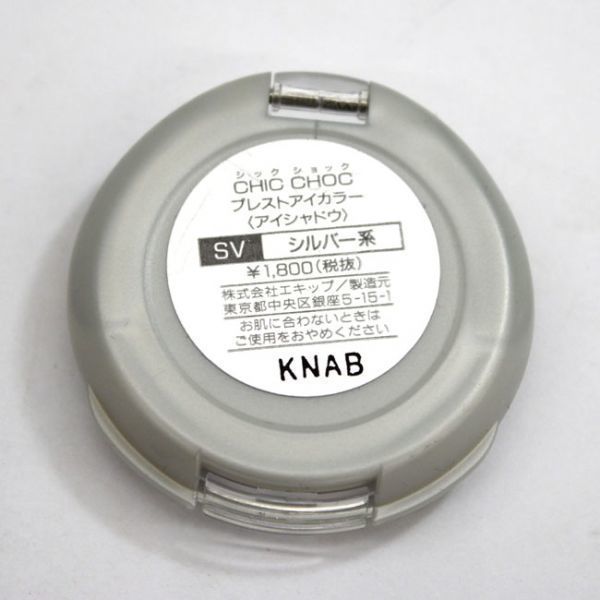 シック ショック
CHIC CHOC
プレストアイカラー
〈アイシャドウ〉
SV シルバー系
￥1,800(税抜)
株式会社エキップ/製造元
東京都中央区銀座5-15-1
お肌に合わないときは
ご使用をおやめください
KNAB